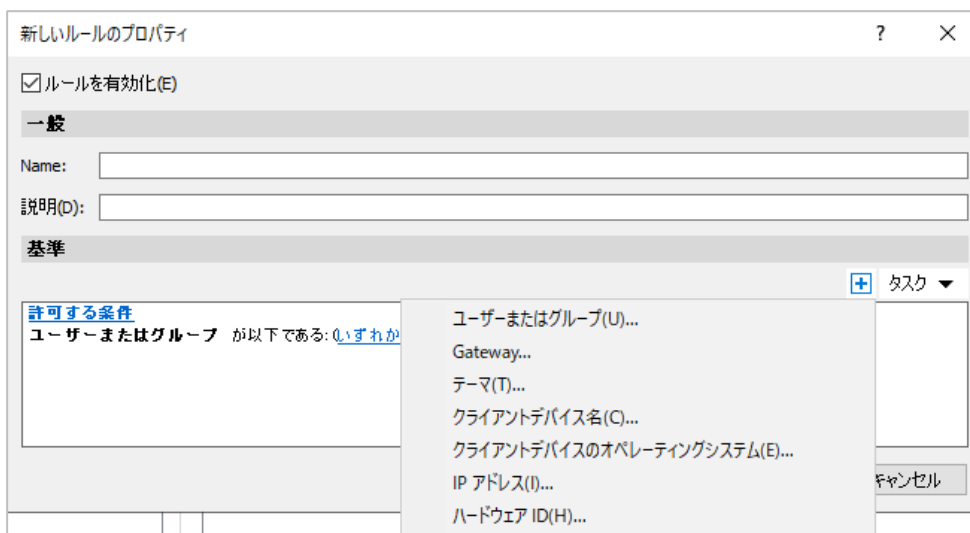 新しいルールのプロパティ ?
ルールを有効化(E)
一般
Name:
説明(D):
基準
タスク
許可する条件
ユーザーまたはグループ が以下である: (いずれか
ユーザーまたはグループ(U)...
Gateway...
テーマ(T)...
クライアントデバイス名(C)...
クライアントデバイスのオペレーティングシステム(E)...
IP アドレス(I)...
ハードウェア ID(H)...
キャンセル